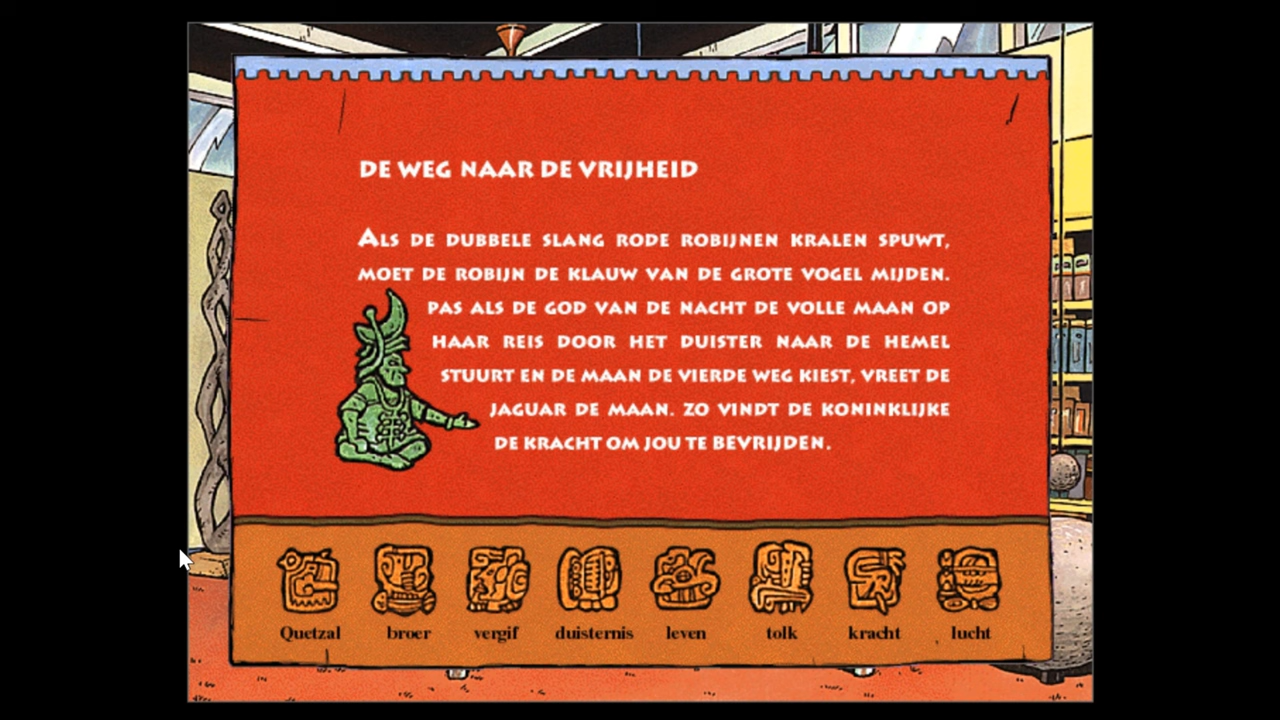 DE WEG NAAR DE VRIJHEID
ALS DE DUBBELE SLANG RODE ROBIJNEN KRALEN SPUWT,
MOET DE ROBIJN DE KLAUW VAN DE GROTE VOGEL MIJDEN.
PAS ALS DE GOD VAN DE NACHT DE VOLLE MAAN OP
HAAR REIS DOOR HET DUISTER NAAR DE HEMEL
STUURT EN DE MAAN DE VIERDE WEG KIEST, VREET DE
JAGUAR DE MAAN. ZO VINDT DE KONINKLIJKE
DE KRACHT OM JOU TE BEVRIJDEN.
Quetzal broer vergif duisternis leven tolk kracht lucht